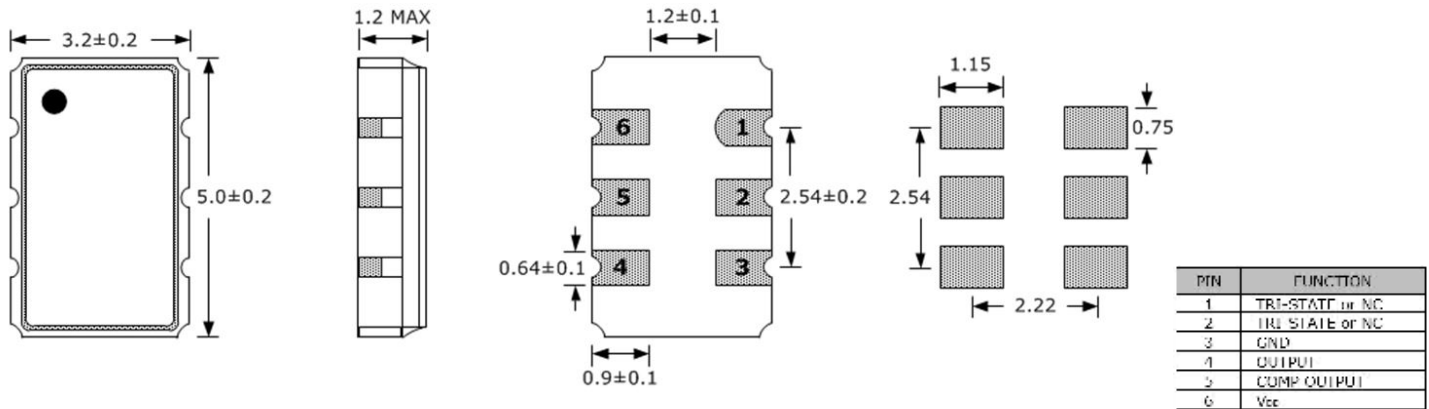 1.2 MAX
1.2±0.1
3.2±0.2
1.15
6 1
0.75
5.0±0.2
5 2
2.54±0.2
2.54
0.64±0.1
4 3
2.22
0.9±0.1
PIN FUNCTION
1 TRI-STATE or NC
2 TRI STATE or NC
3 GND
4 OUTPUT
5 COMP OUTPUT
6 Vcc